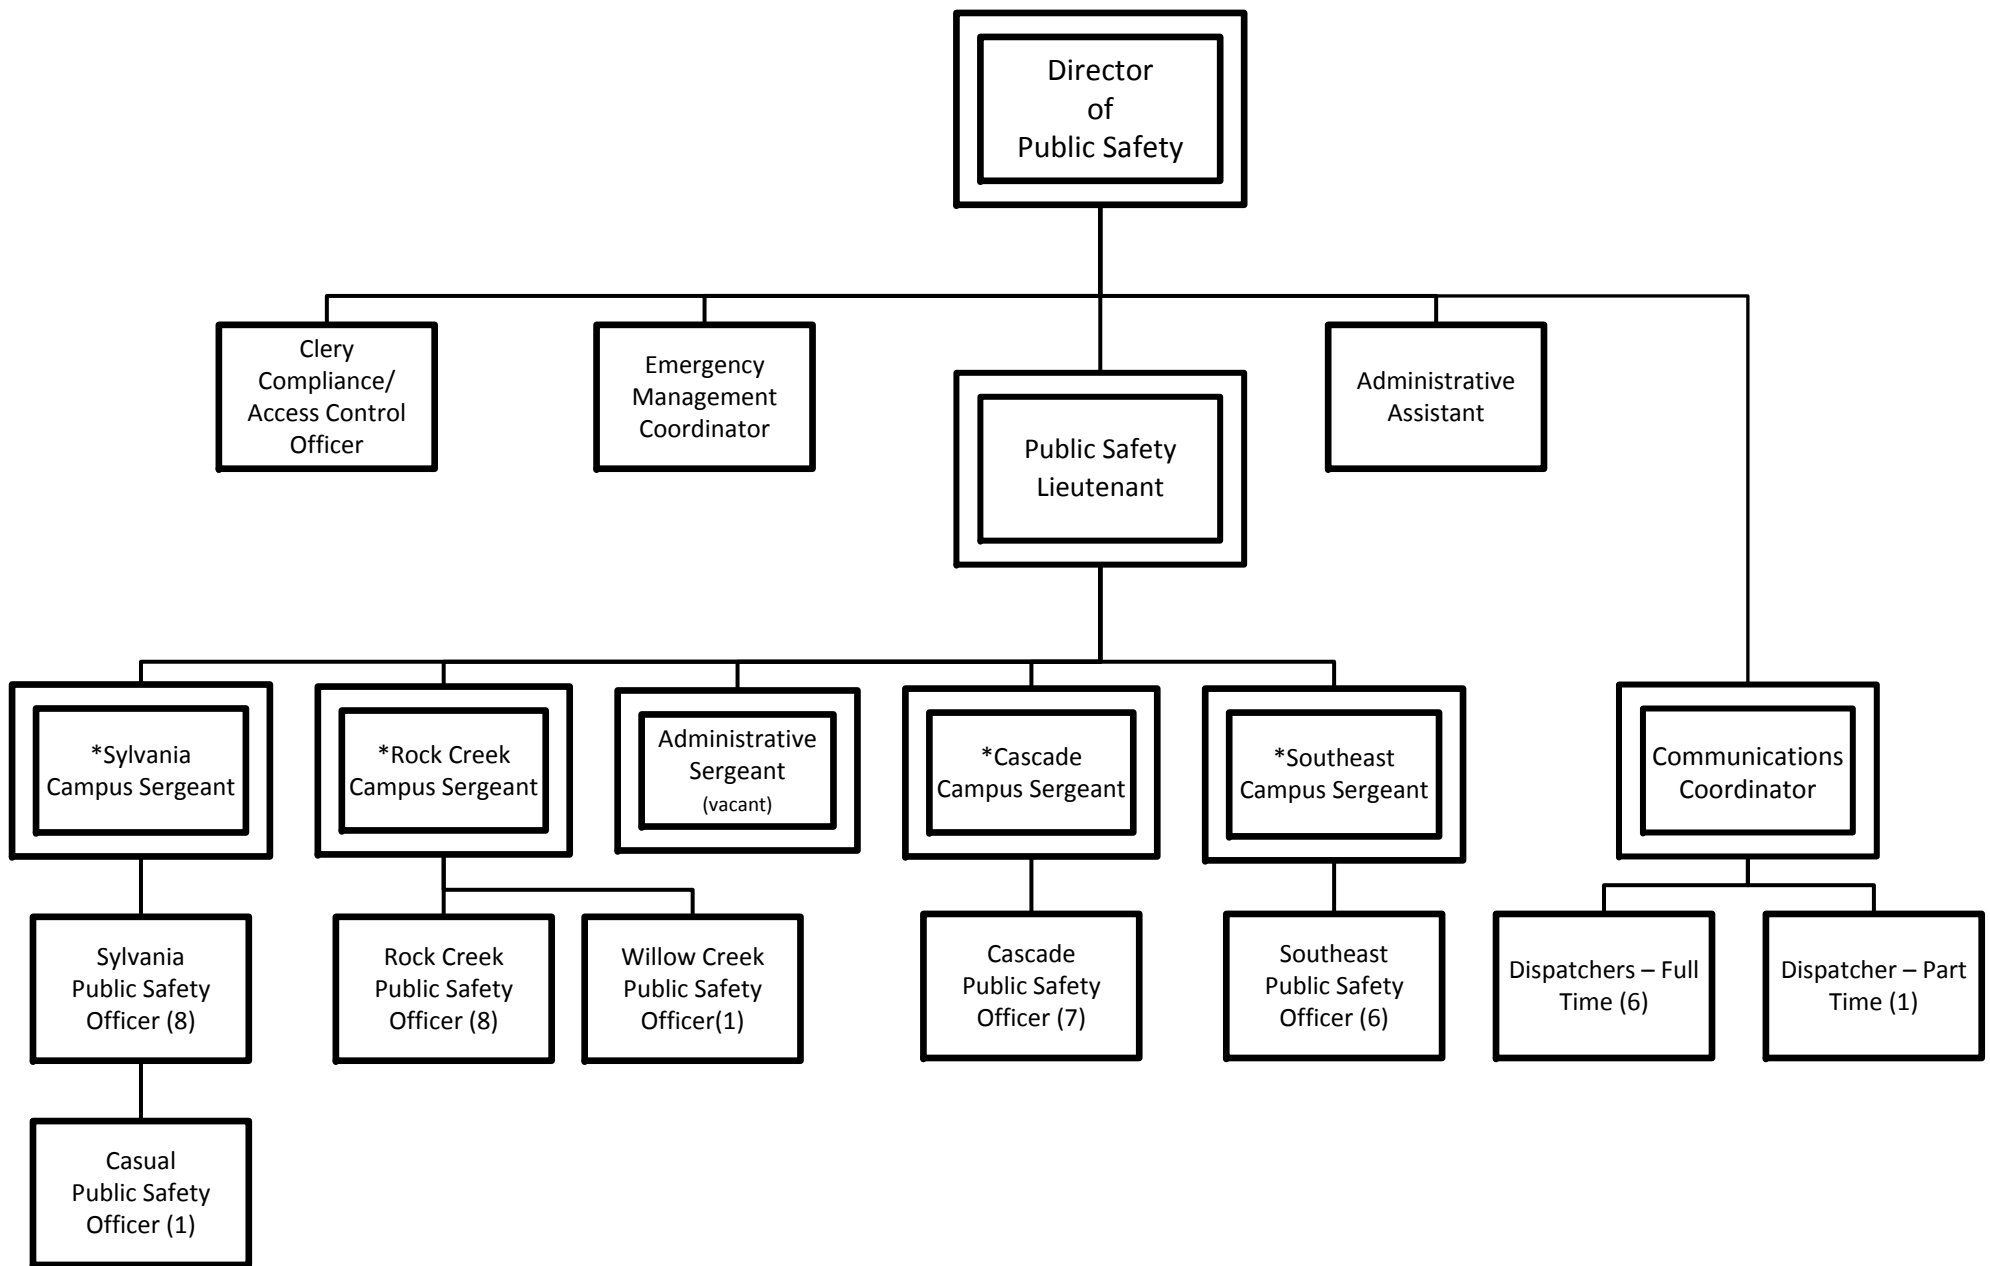 Director
of
Public Safety
Clery
Compliance/
Access Control
Officer
Emergency
Management
Coordinator
Public Safety
Lieutenant
Administrative
Assistant
*Sylvania
Campus Sergeant
*Rock Creek
Campus Sergeant
Administrative
Sergeant
(vacant)
*Cascade
Campus Sergeant
*Southeast
Campus Sergeant
Communications
Coordinator
Sylvania
Public Safety
Officer (8)
Rock Creek
Public Safety
Officer (8)
Willow Creek
Public Safety
Officer(1)
Cascade
Public Safety
Officer (7)
Southeast
Public Safety
Officer (6)
Dispatchers – Full
Time (6)
Dispatcher – Part
Time (1)
Casual
Public Safety
Officer (1)